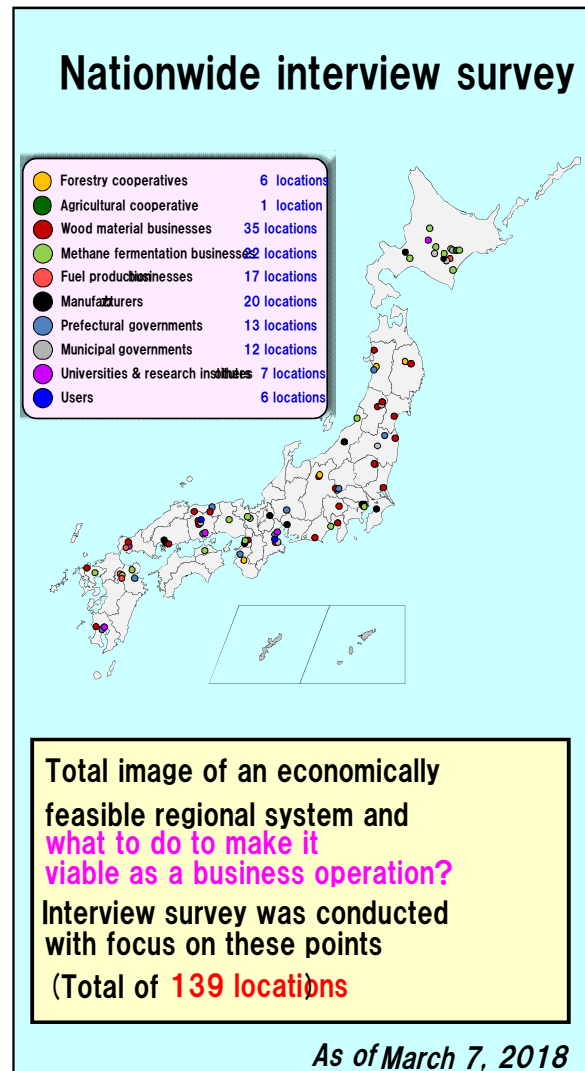 Nationwide interview survey
Forestry cooperatives 6 locations
Agricultural cooperative 1 location
Wood material businesses 35 locations
Methane fermentation businesses 22 locations
Fuel production businesses 17 locations
Manufacturers 20 locations
Prefectural governments 13 locations
Municipal governments 12 locations
Universities & research institutes 7 locations
Users 6 locations
Total image of an economically
feasible regional system and
what to do to make it
viable as a business operation?
Interview survey was conducted
with focus on these points
(Total of 139 locations)
As of March 7, 2018